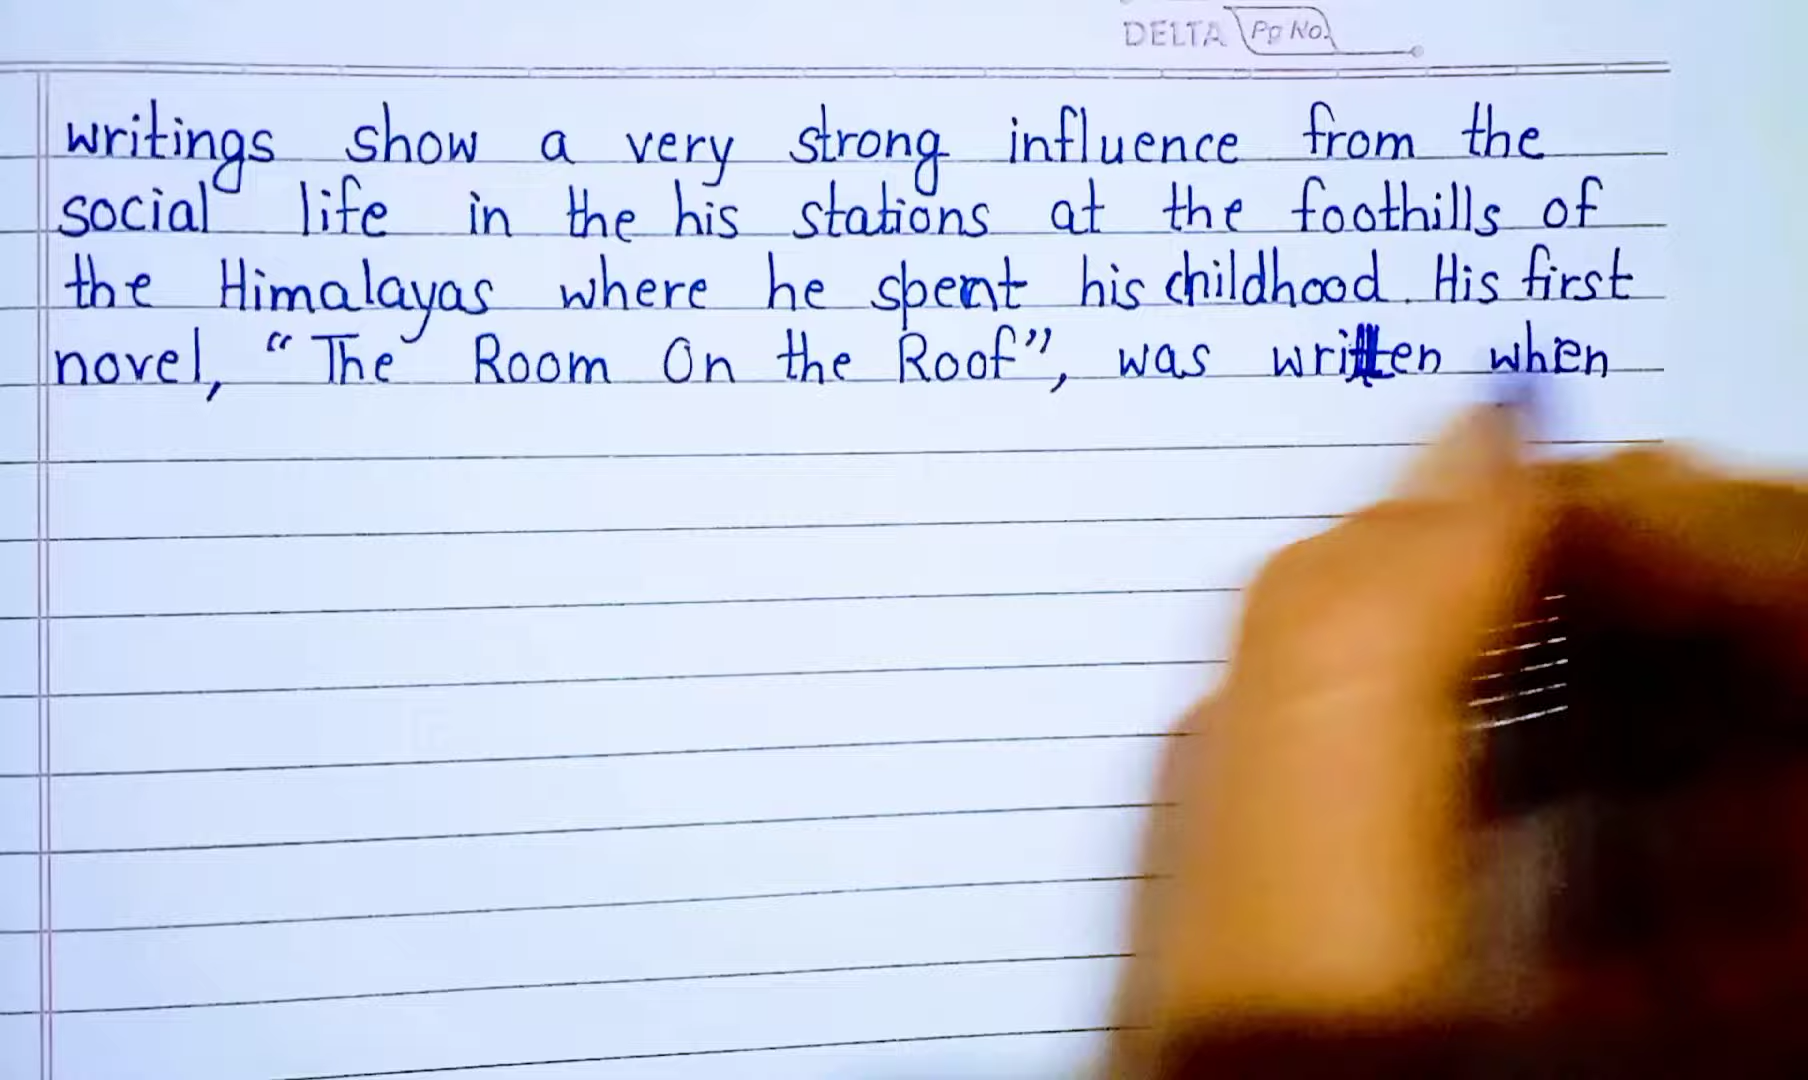 DELTA Pg No.
writings show a very strong influence from the
social life in the his stations at the foothills of
the Himalayas where he spent his childhood. His first
novel, “The Room On the Roof”, was written when